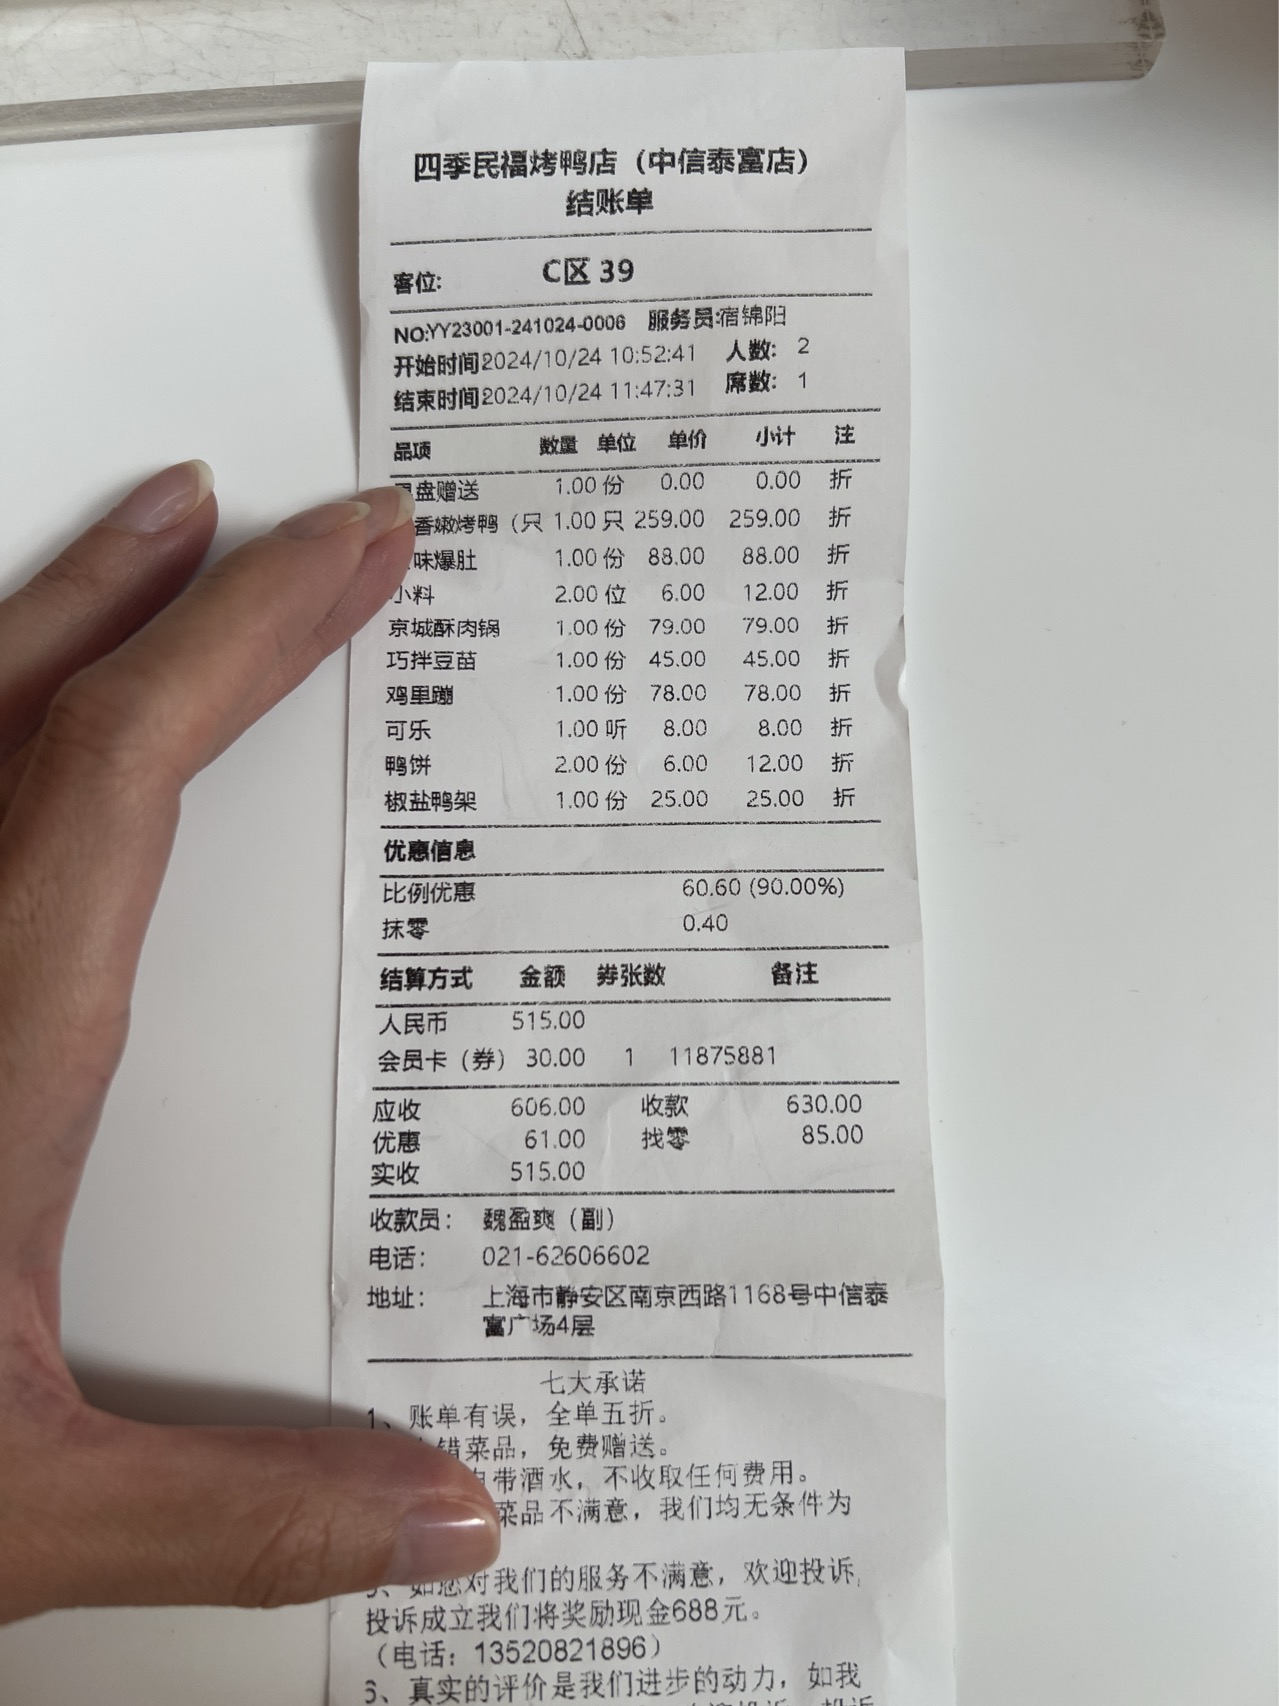 四季民福烤鸭店（中信泰富店）
结账单
客位: C区 39
NO:YY23001-241024-0006 服务员:宿锦阳
开始时间2024/10/24 10:52:41 人数: 2
结束时间2024/10/24 11:47:31 席数: 1
品项 数量 单位 单价 小计 注
盘赠送 1.00 份 0.00 0.00 折
香嫩烤鸭（只 1.00 只 259.00 259.00 折
味爆肚 1.00 份 88.00 88.00 折
小料 2.00 位 6.00 12.00 折
京城酥肉锅 1.00 份 79.00 79.00 折
巧拌豆苗 1.00 份 45.00 45.00 折
鸡里蹦 1.00 份 78.00 78.00 折
可乐 1.00 听 8.00 8.00 折
鸭饼 2.00 份 6.00 12.00 折
椒盐鸭架 1.00 份 25.00 25.00 折
优惠信息
比例优惠 60.60 (90.00%)
抹零 0.40
结算方式 金额 券张数 备注
人民币 515.00
会员卡（券） 30.00 1 11875881
应收 606.00 收款 630.00
优惠 61.00 找零 85.00
实收 515.00
收款员： 魏盈爽（副）
电话： 021-62606602
地址： 上海市静安区南京西路1168号中信泰
富广场4层
七大承诺
1、账单有误，全单五折。
错菜品，免费赠送。
自带酒水，不收取任何费用。
菜品不满意，我们均无条件为
5、如您对我们的服务不满意，欢迎投诉，
投诉成立我们将奖励现金688元。
（电话：13520821896）
6、真实的评价是我们进步的动力，如我